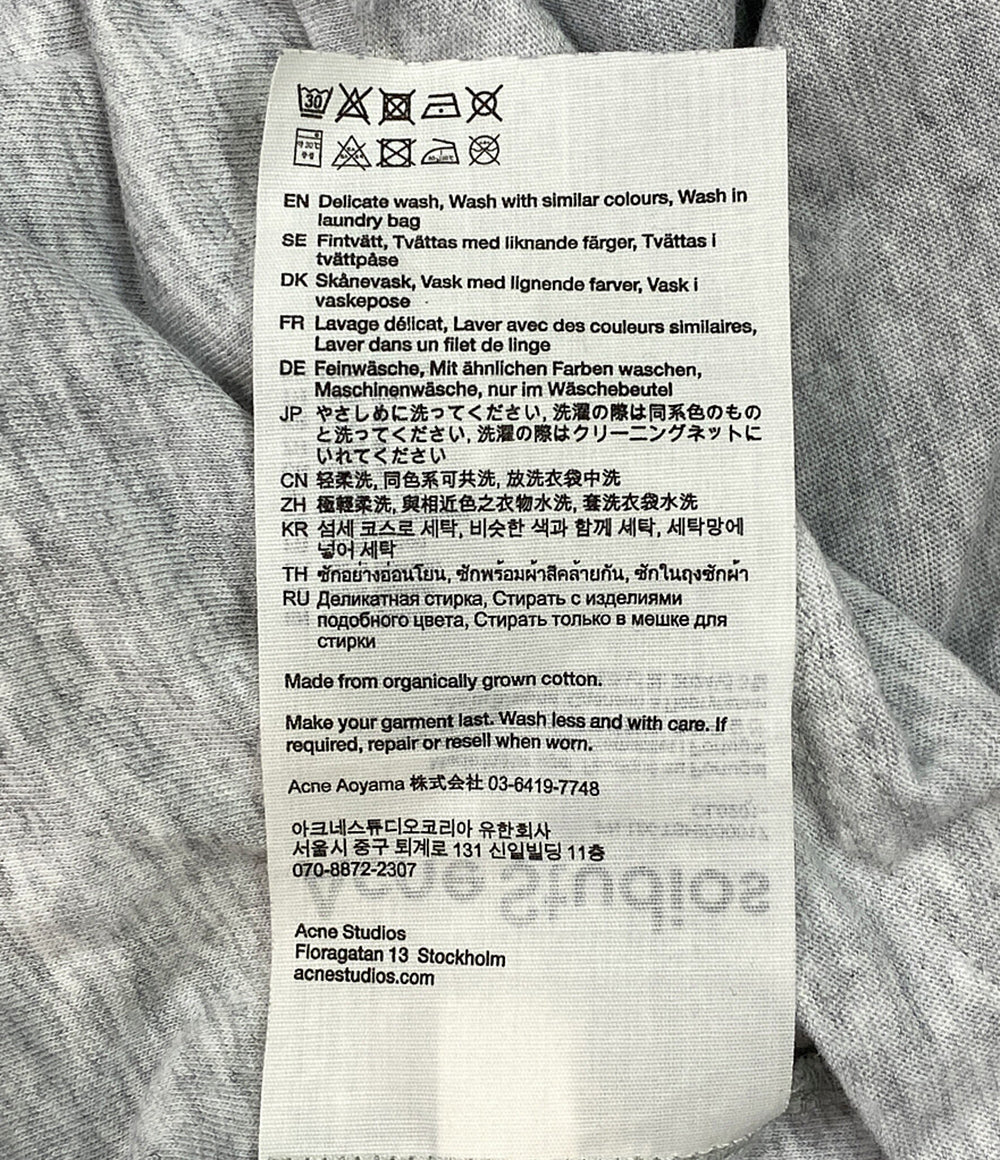 30
EN Delicate wash, Wash with similar colours, Wash in
laundry bag
SE Fintvätt, Tvättas med liknande färger, Tvättas i
tvättpåse
DK Skånevask, Vask med lignende farver, Vask i
vaskepose
FR Lavage délicat, Laver avec des couleurs similaires,
Laver dans un filet de linge
DE Feinwäsche, Mit ähnlichen Farben waschen,
Maschinenwäsche, nur im Wäschebeutel
JP やさしめに洗ってください, 洗濯の際は同系色のもの
と洗ってください, 洗濯の際はクリーニングネットに
いれてください
CN 轻柔洗, 同色系可共洗, 放洗衣袋中洗
ZH 極輕柔洗, 與相近色之衣物水洗, 套洗衣袋水洗
KR 섬세 코스로 세탁, 비슷한 색과 함께 세탁, 세탁망에
넣어 세탁
TH ซักอย่างอ่อนโยน, ซักพร้อมผ้าสีคล้ายกัน, ซักในถุงซักผ้า
RU Деликатная стирка, Стирать с изделиями
подобного цвета, Стирать только в мешке для
стирки
Made from organically grown cotton.
Make your garment last. Wash less and with care. If
required, repair or resell when worn.
Acne Aoyama 株式会社 03-6419-7748
아크네스튜디오코리아 유한회사
서울시 중구 퇴계로 131 신일빌딩 11층
070-8872-2307
Acne Studios
Floragatan 13 Stockholm
acnestudios.com